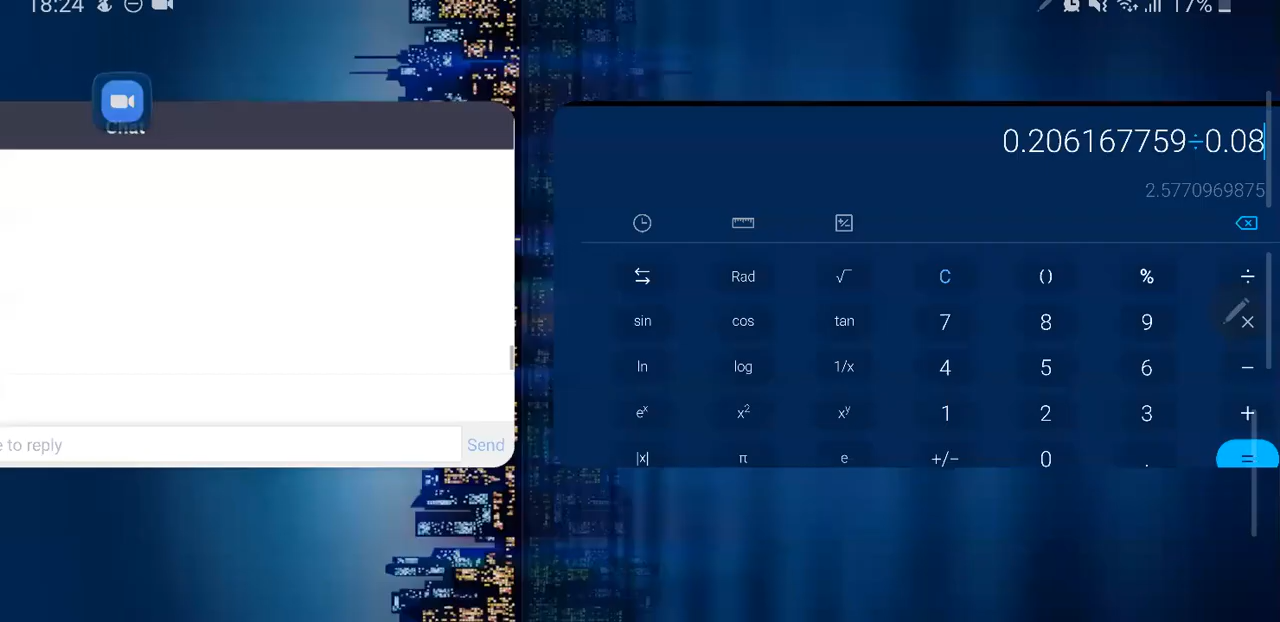 18:24
17%
Chat
0.206167759÷0.08
2.5770969875
Rad √ C () % ÷
sin cos tan 7 8 9 ×
ln log 1/x 4 5 6 −
eˣ x² xʸ 1 2 3 +
|x| π e +/− 0 . =
e to reply
Send